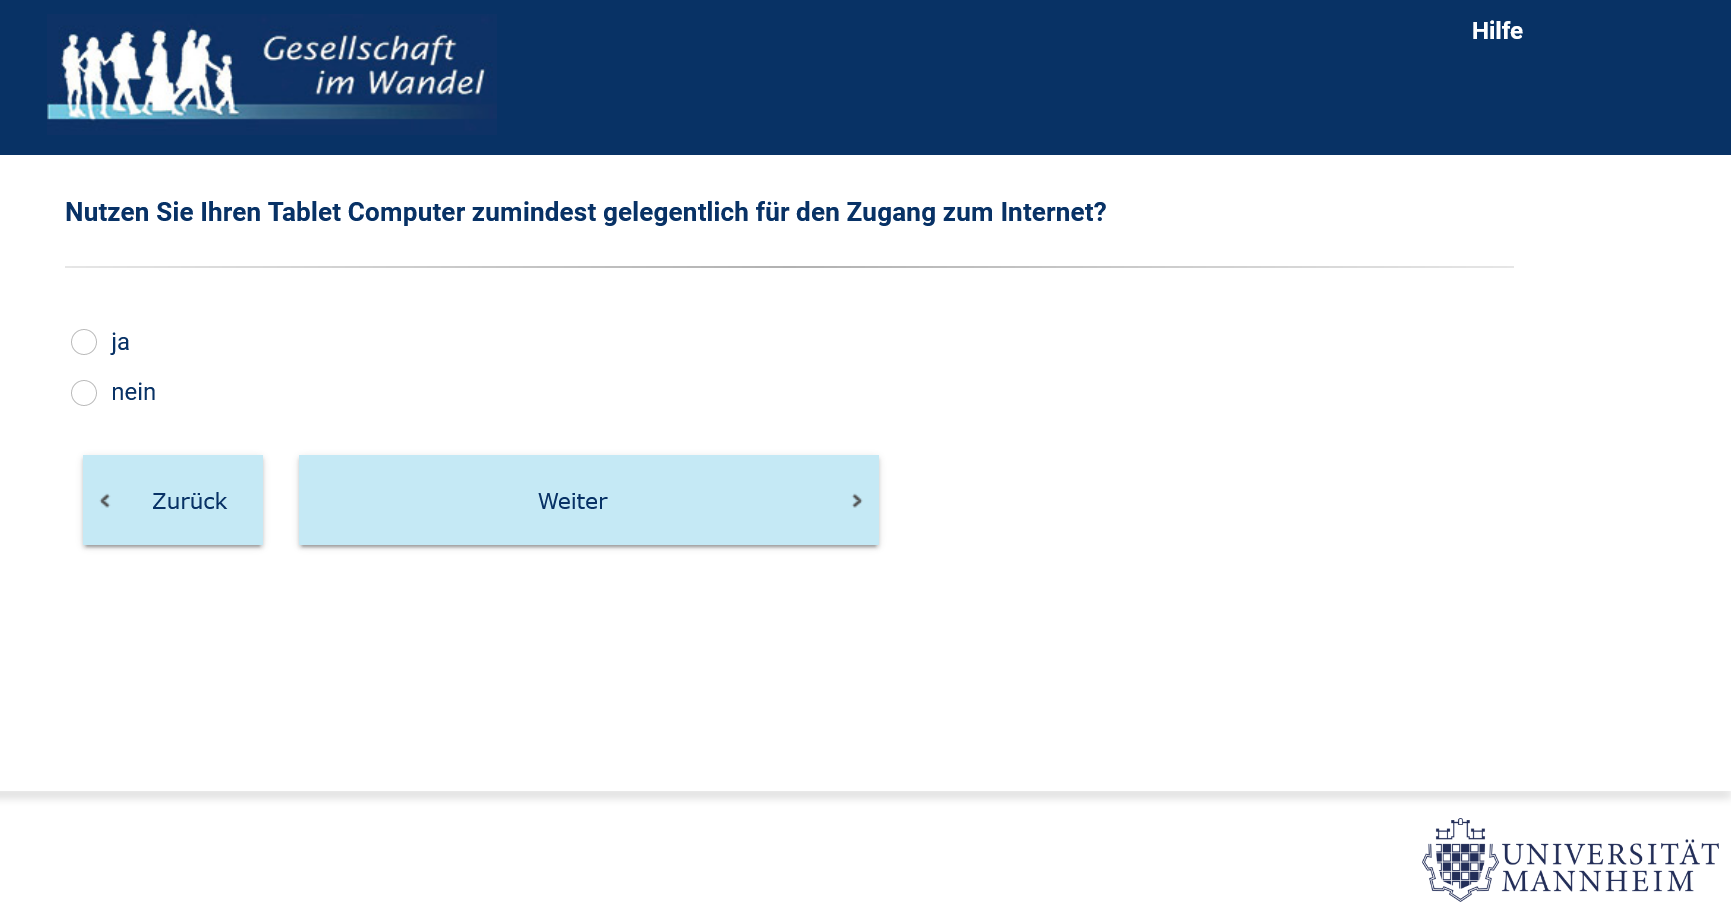 Gesellschaft
im Wandel
Hilfe
Nutzen Sie Ihren Tablet Computer zumindest gelegentlich für den Zugang zum Internet?
ja
nein
Zurück
Weiter
UNIVERSITÄT
MANNHEIM